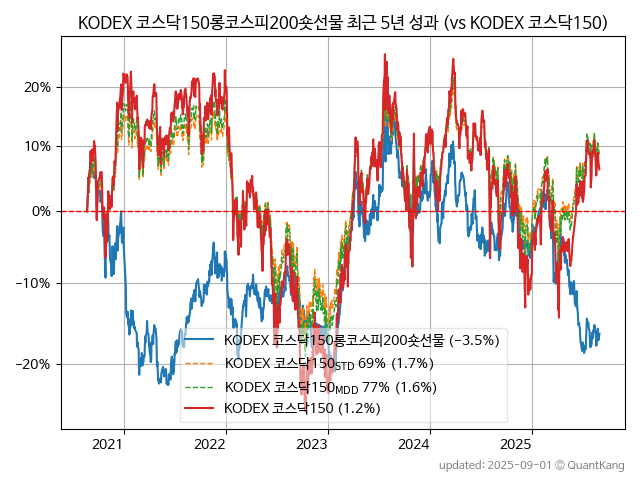 KODEX 코스닥150롱코스피200숏선물 최근 5년 성과 (vs KODEX 코스닥150)
20%
10%
0%
−10%
−20%
KODEX 코스닥150롱코스피200숏선물 (−3.5%)
KODEX 코스닥150STD 69% (1.7%)
KODEX 코스닥150MDD 77% (1.6%)
KODEX 코스닥150 (1.2%)
2021 2022 2023 2024 2025
updated: 2025-09-01 © QuantKang